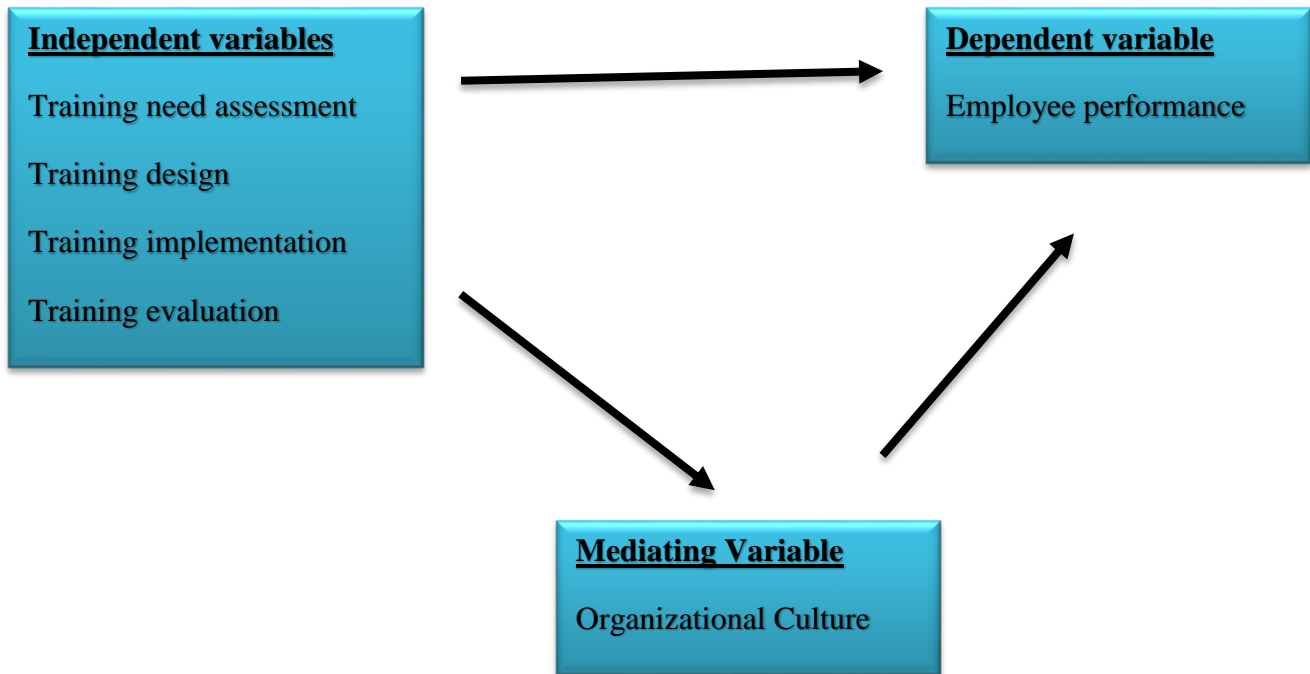 Independent variables
Training need assessment
Training design
Training implementation
Training evaluation
Dependent variable
Employee performance
Mediating Variable
Organizational Culture